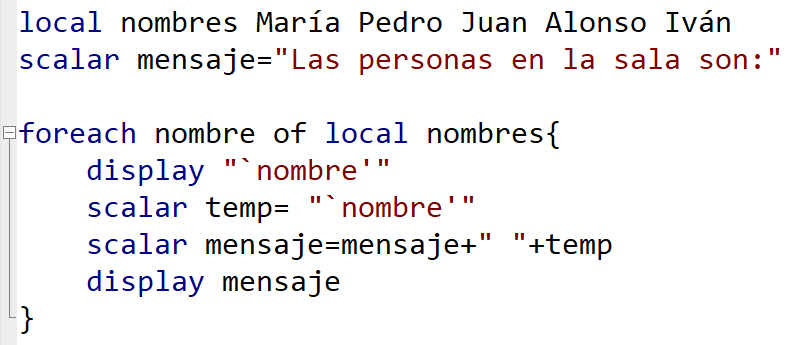 local nombres María Pedro Juan Alonso Iván
scalar mensaje="Las personas en la sala son:"
foreach nombre of local nombres{
display "`nombre'"
scalar temp= "`nombre'"
scalar mensaje=mensaje+" "+temp
display mensaje
}